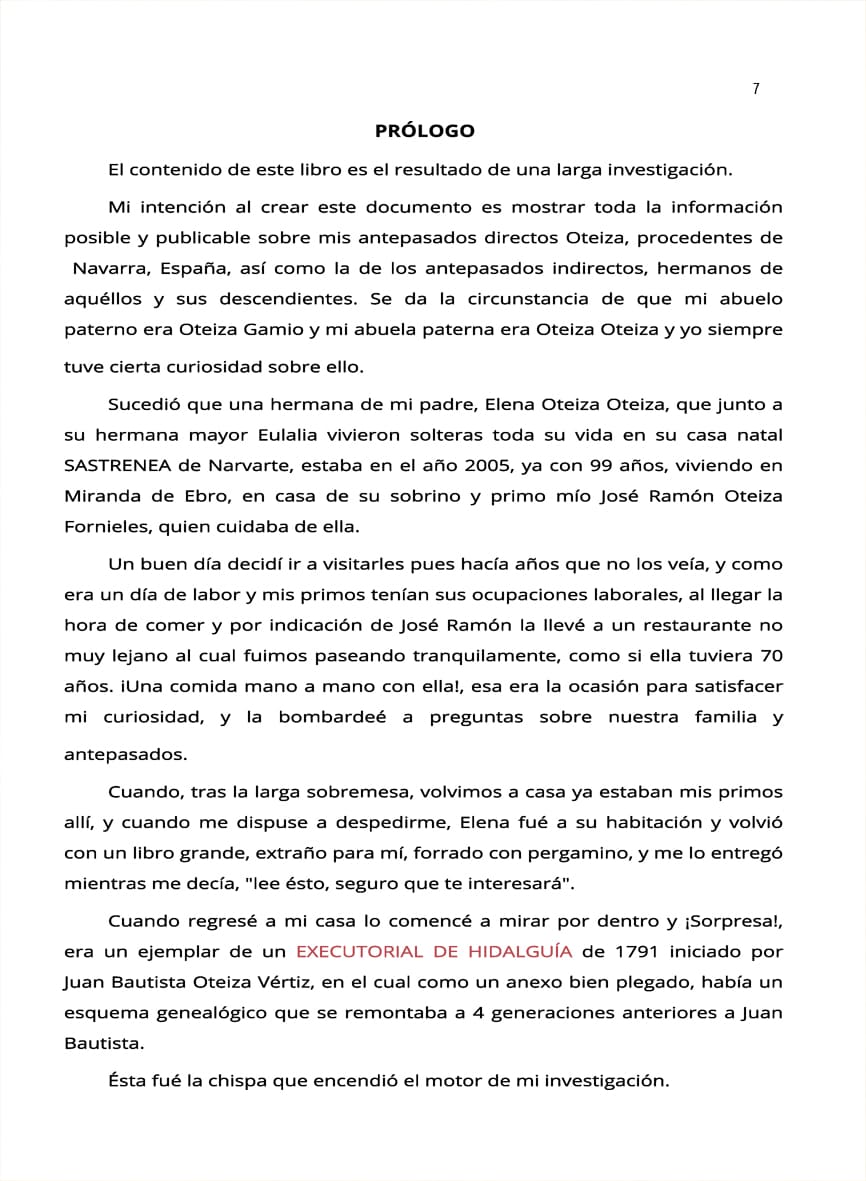 7
PRÓLOGO
El contenido de este libro es el resultado de una larga investigación.
Mi intención al crear este documento es mostrar toda la información
posible y publicable sobre mis antepasados directos Oteiza, procedentes de
Navarra, España, así como la de los antepasados indirectos, hermanos de
aquéllos y sus descendientes. Se da la circunstancia de que mi abuelo
paterno era Oteiza Gamio y mi abuela paterna era Oteiza Oteiza y yo siempre
tuve cierta curiosidad sobre ello.
Sucedió que una hermana de mi padre, Elena Oteiza Oteiza, que junto a
su hermana mayor Eulalia vivieron solteras toda su vida en su casa natal
SASTRENEA de Narvarte, estaba en el año 2005, ya con 99 años, viviendo en
Miranda de Ebro, en casa de su sobrino y primo mío José Ramón Oteiza
Fornieles, quien cuidaba de ella.
Un buen día decidí ir a visitarles pues hacía años que no los veía, y como
era un día de labor y mis primos tenían sus ocupaciones laborales, al llegar la
hora de comer y por indicación de José Ramón la llevé a un restaurante no
muy lejano al cual fuimos paseando tranquilamente, como si ella tuviera 70
años. ¡Una comida mano a mano con ella!, esa era la ocasión para satisfacer
mi curiosidad, y la bombardeé a preguntas sobre nuestra familia y
antepasados.
Cuando, tras la larga sobremesa, volvimos a casa ya estaban mis primos
allí, y cuando me dispuse a despedirme, Elena fué a su habitación y volvió
con un libro grande, extraño para mí, forrado con pergamino, y me lo entregó
mientras me decía, "lee ésto, seguro que te interesará".
Cuando regresé a mi casa lo comencé a mirar por dentro y ¡Sorpresa!,
era un ejemplar de un EXECUTORIAL DE HIDALGUÍA de 1791 iniciado por
Juan Bautista Oteiza Vértiz, en el cual como un anexo bien plegado, había un
esquema genealógico que se remontaba a 4 generaciones anteriores a Juan
Bautista.
Ésta fué la chispa que encendió el motor de mi investigación.